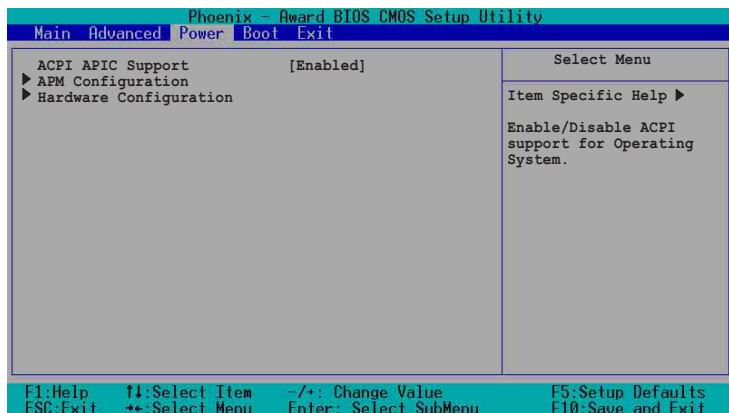 Phoenix - Award BIOS CMOS Setup Utility
Main Advanced Power Boot Exit
ACPI APIC Support [Enabled]
▶ APM Configuration
▶ Hardware Configuration
Select Menu
Item Specific Help ▶
Enable/Disable ACPI
support for Operating
System.
F1:Help ↑↓:Select Item -/+: Change Value F5:Setup Defaults
ESC:Exit →←:Select Menu Enter: Select SubMenu F10:Save and Exit